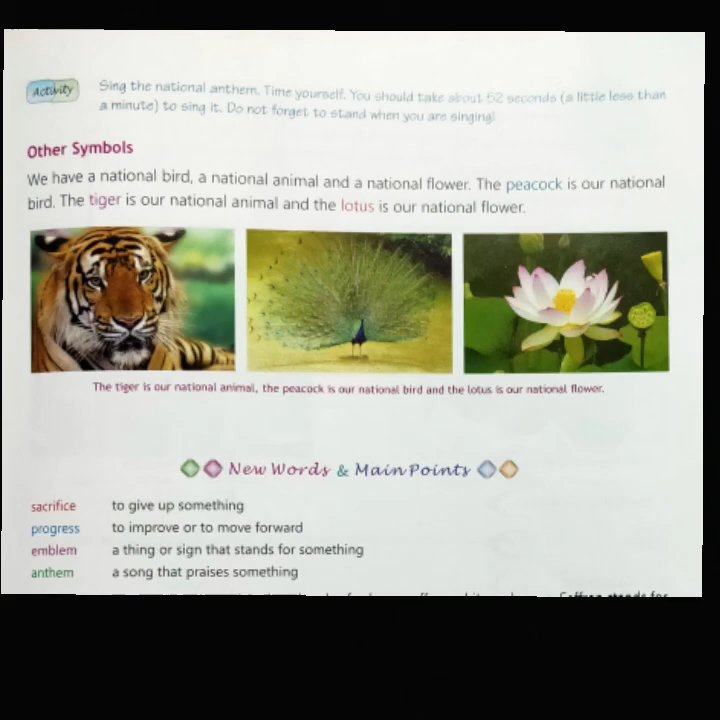 Activity
Sing the national anthem. Time yourself. You should take about 52 seconds (a little less than
a minute) to sing it. Do not forget to stand when you are singing!
Other Symbols
We have a national bird, a national animal and a national flower. The peacock is our national
bird. The tiger is our national animal and the lotus is our national flower.
The tiger is our national animal, the peacock is our national bird and the lotus is our national flower.
New Words & Main Points
sacrifice to give up something
progress to improve or to move forward
emblem a thing or sign that stands for something
anthem a song that praises something